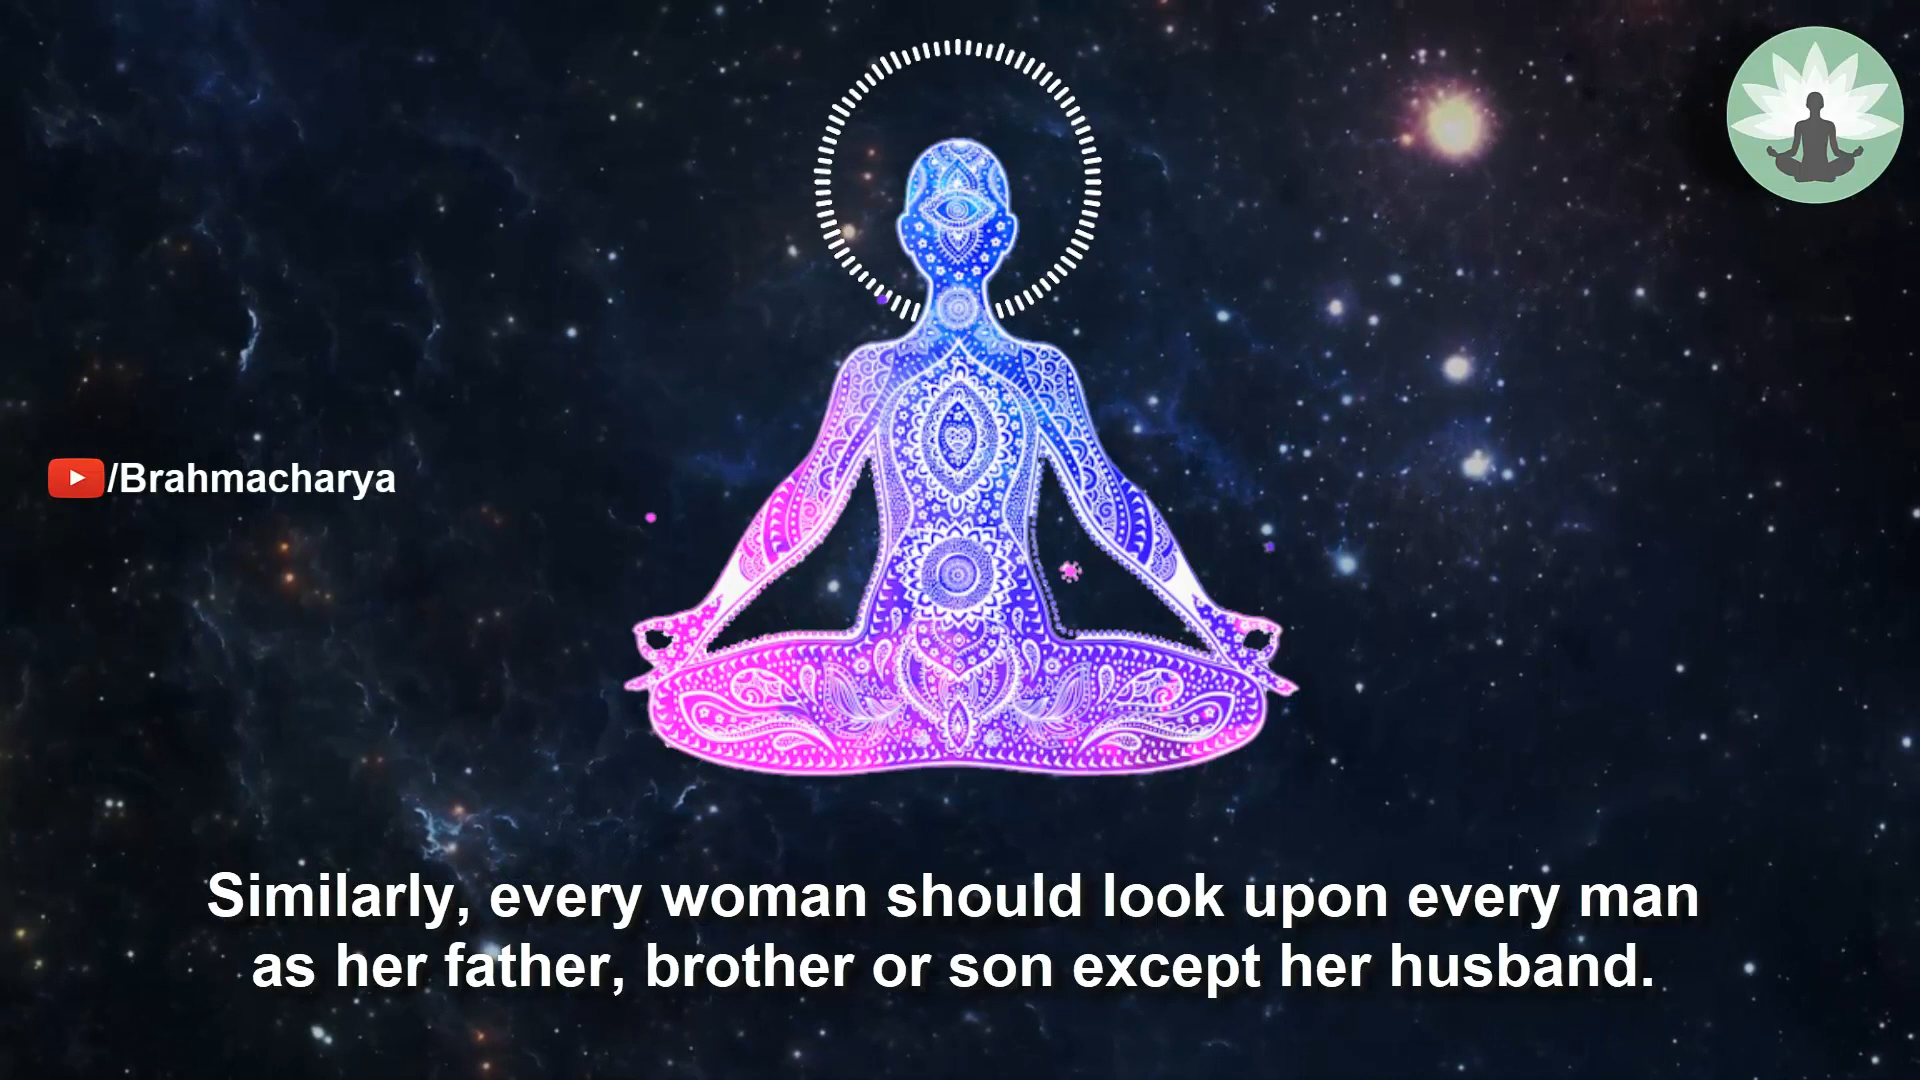 /Brahmacharya
Similarly, every woman should look upon every man
as her father, brother or son except her husband.